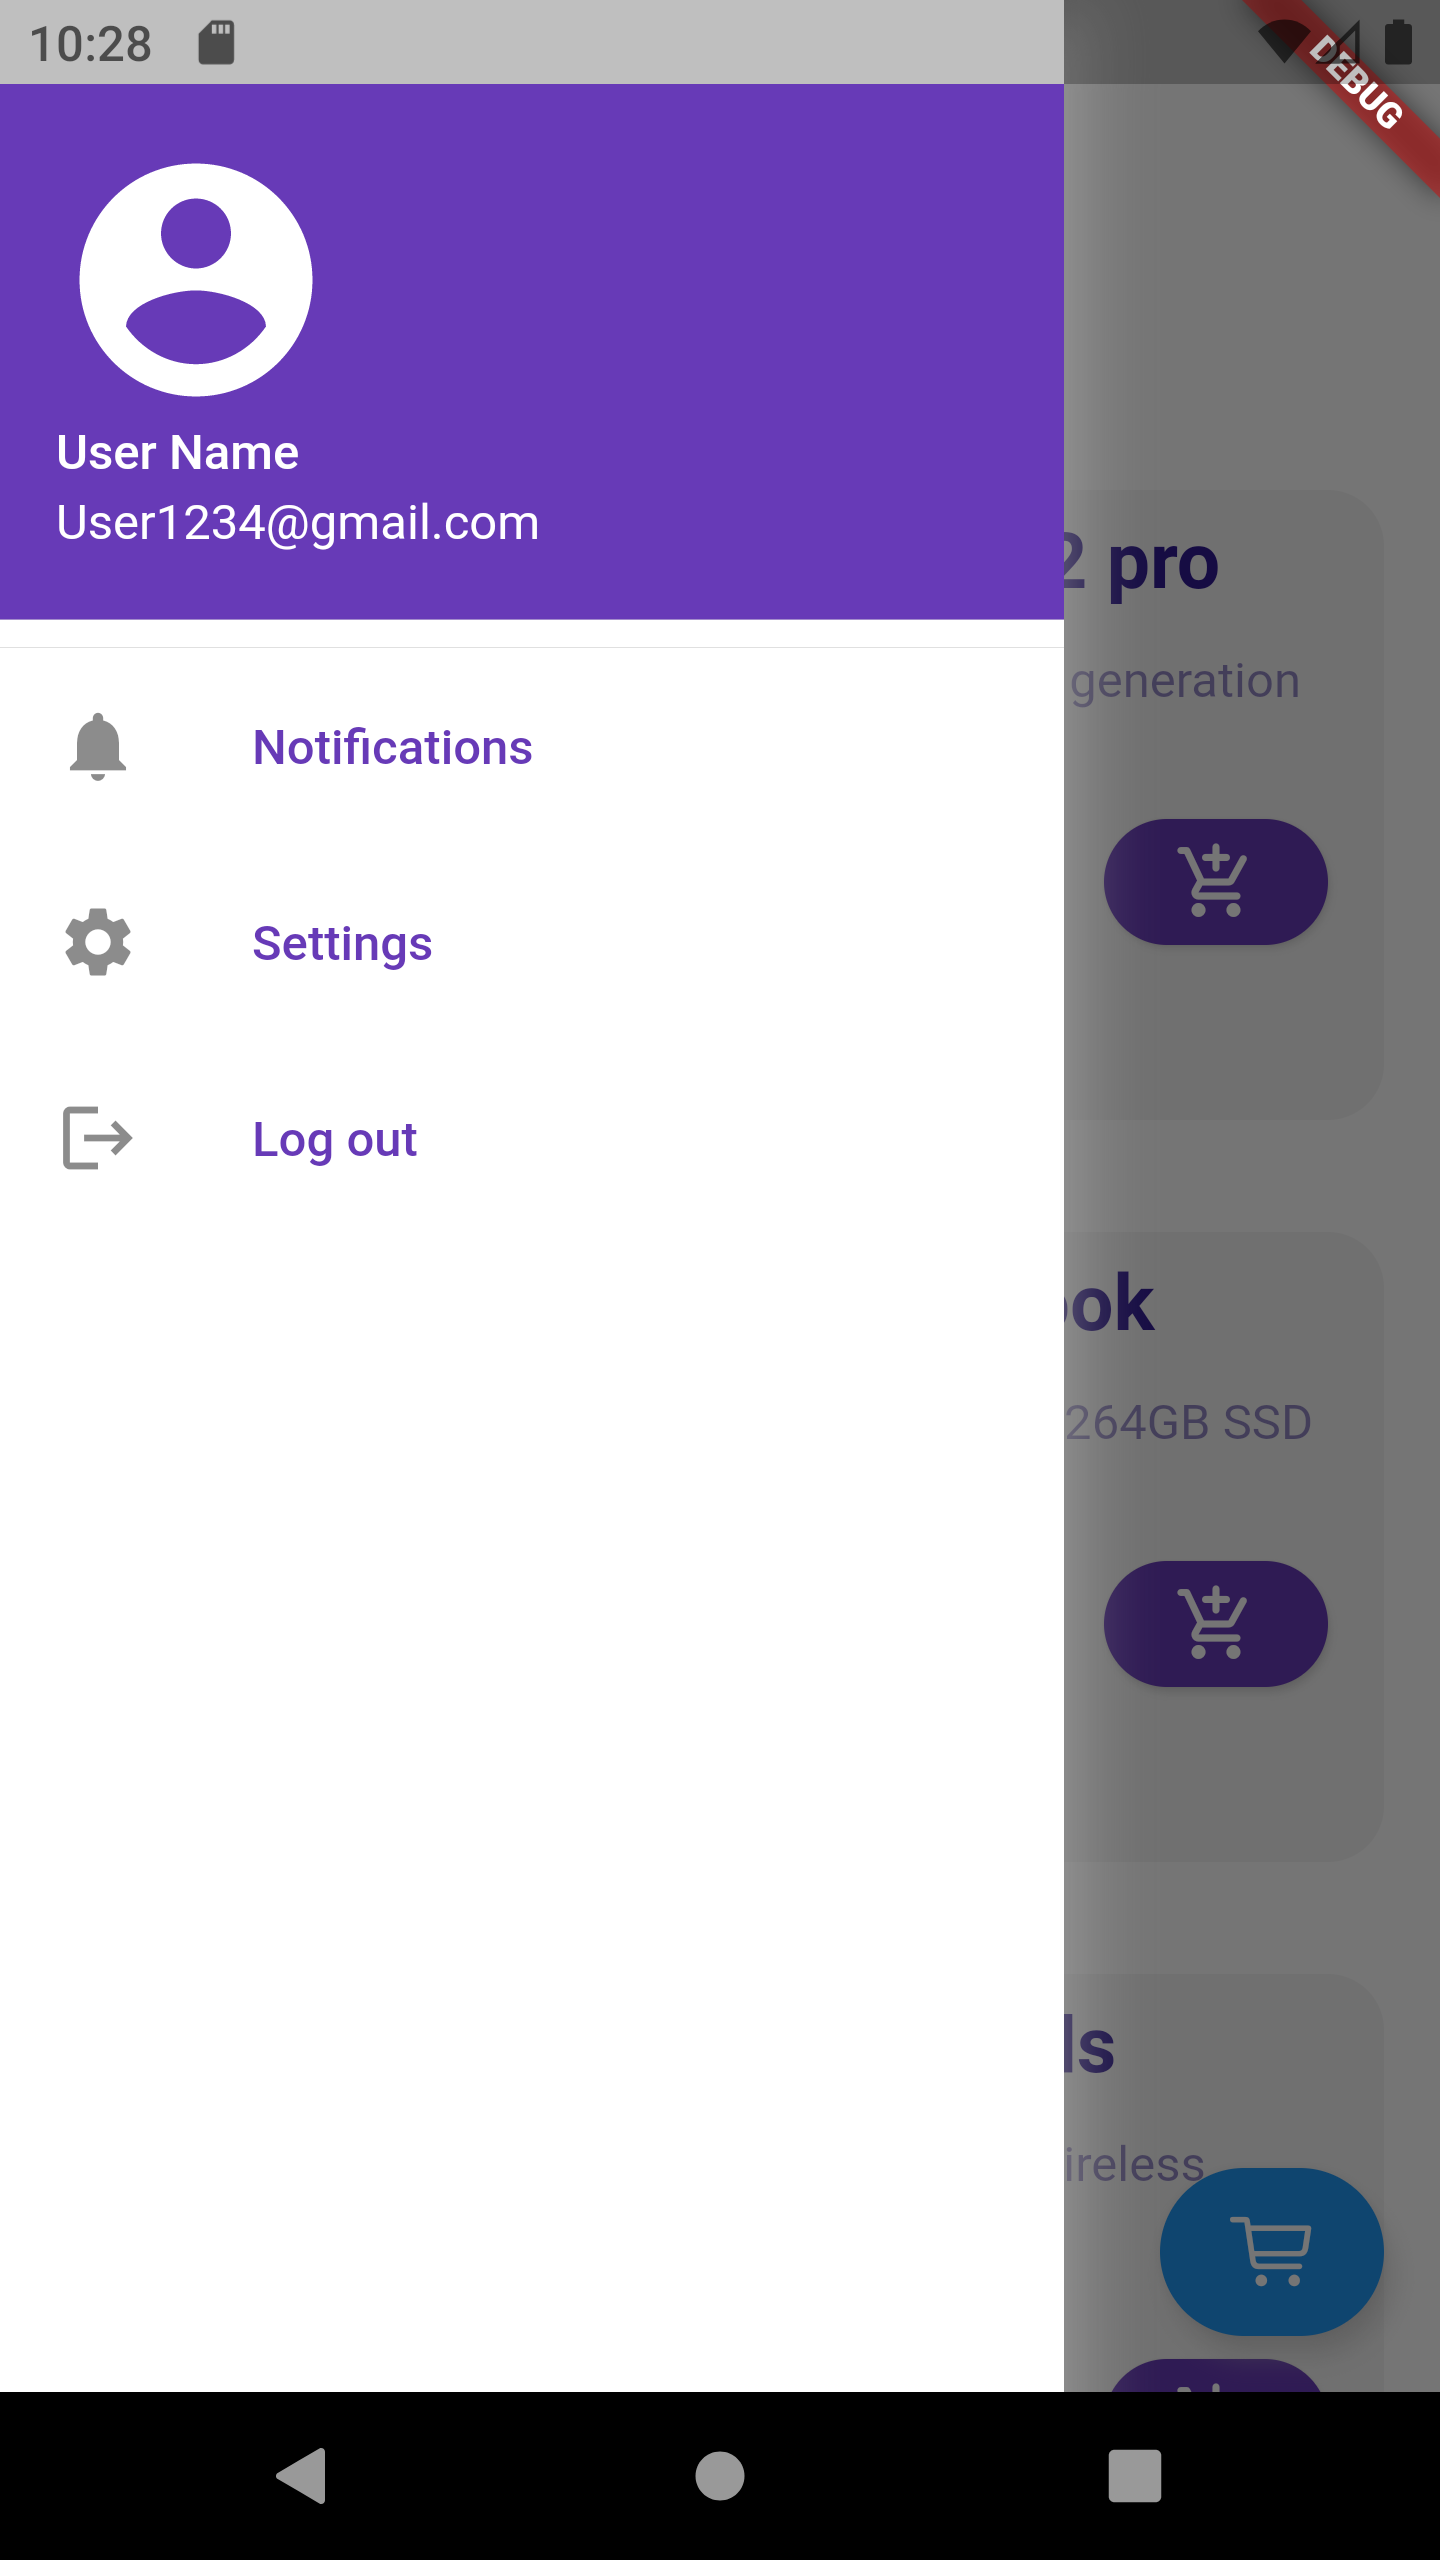 10:28
DEBUG
User Name
User1234@gmail.com
2 pro
generation
Notifications
Settings
Log out
ok
264GB SSD
ls
ireless